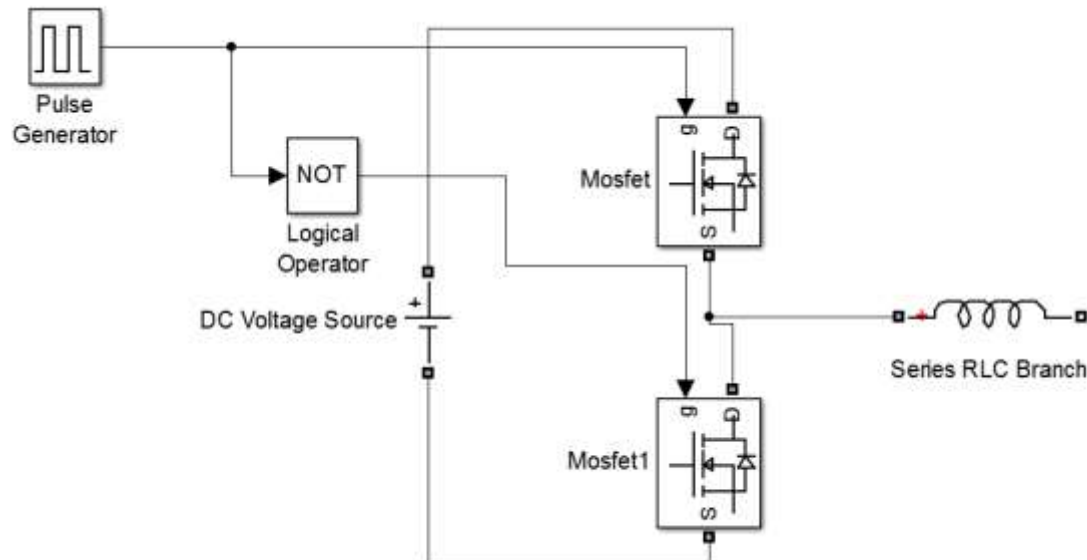 Pulse
Generator
NOT
Logical
Operator
DC Voltage Source
+
Mosfet
g
D
S
Mosfet1
g
D
S
+
Series RLC Branch